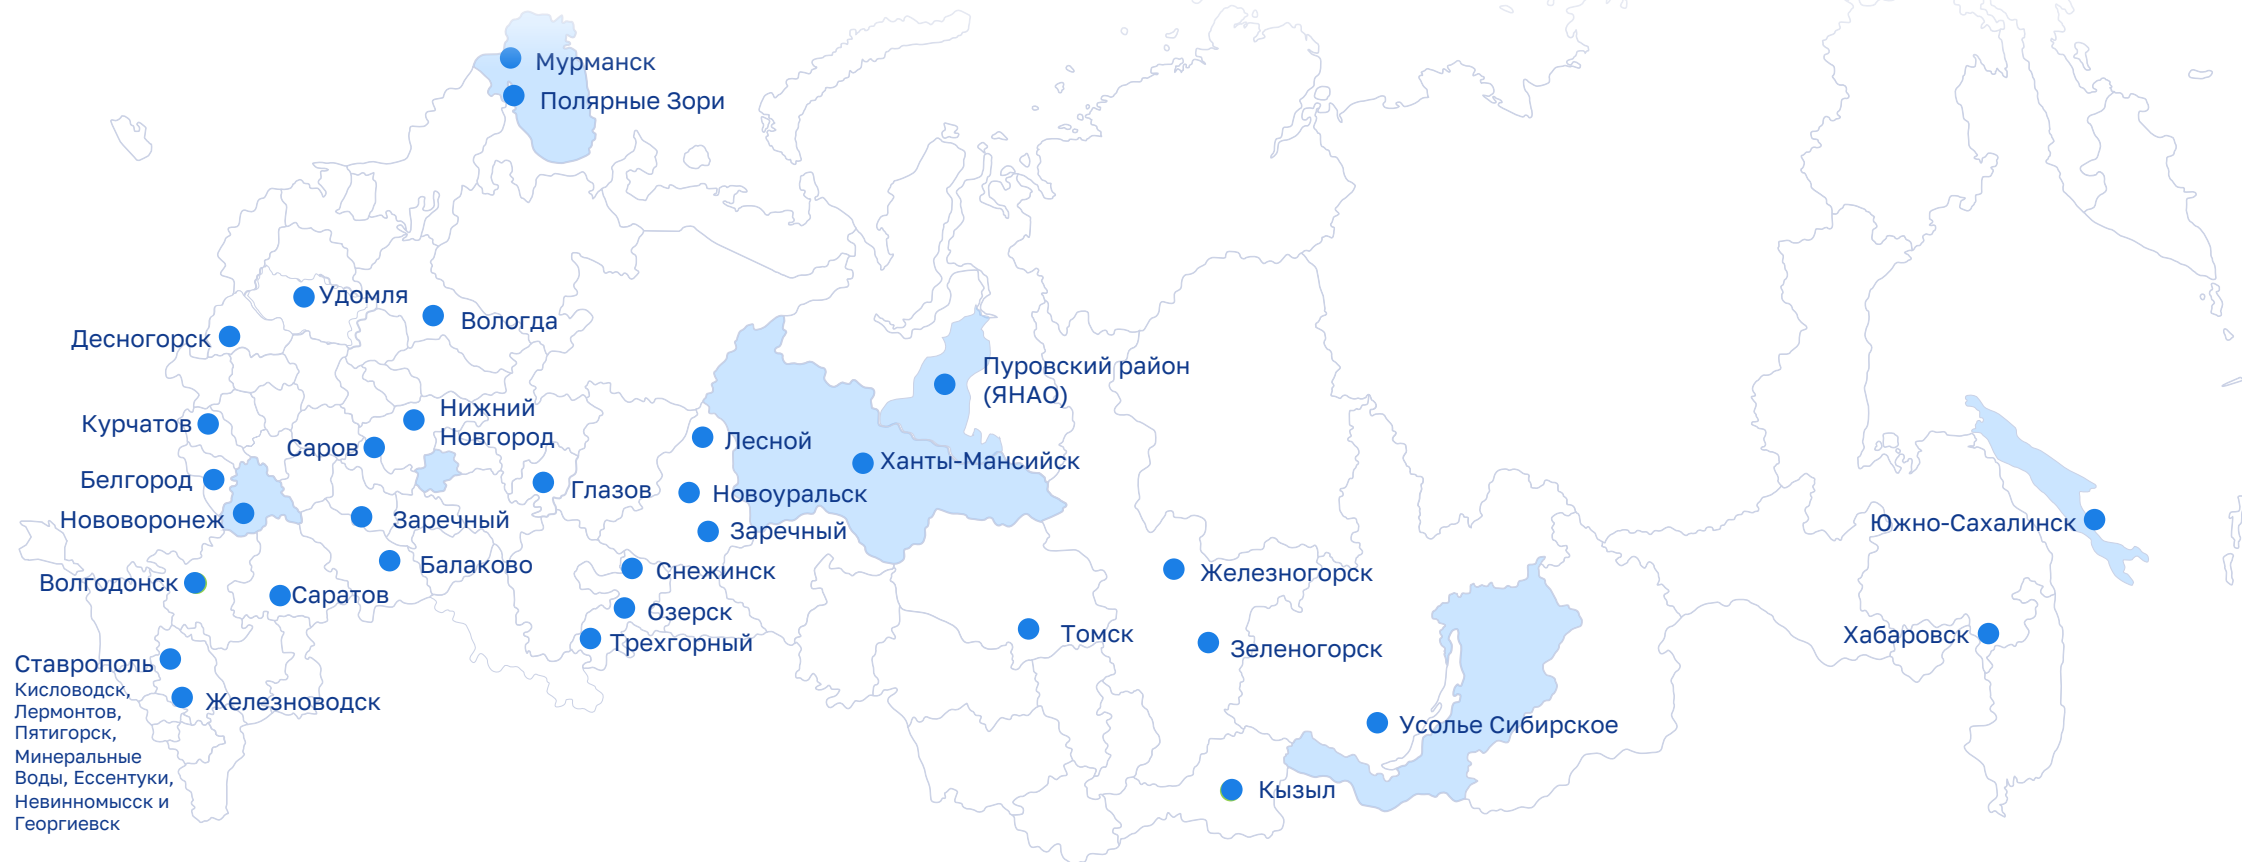 Мурманск
Полярные Зори
Удомля
Вологда
Десногорск
Пуровский район
(ЯНАО)
Нижний
Новгород
Курчатов
Саров
Лесной
Ханты-Мансийск
Белгород
Глазов
Новоуральск
Нововоронеж
Заречный
Заречный
Южно-Сахалинск
Балаково
Снежинск
Железногорск
Волгодонск
Саратов
Озерск
Трехгорный
Томск
Зеленогорск
Хабаровск
Ставрополь
Кисловодск,
Лермонтов,
Пятигорск,
Минеральные
Воды, Ессентуки,
Невинномысск и
Георгиевск
Железноводск
Усолье Сибирское
Кызыл